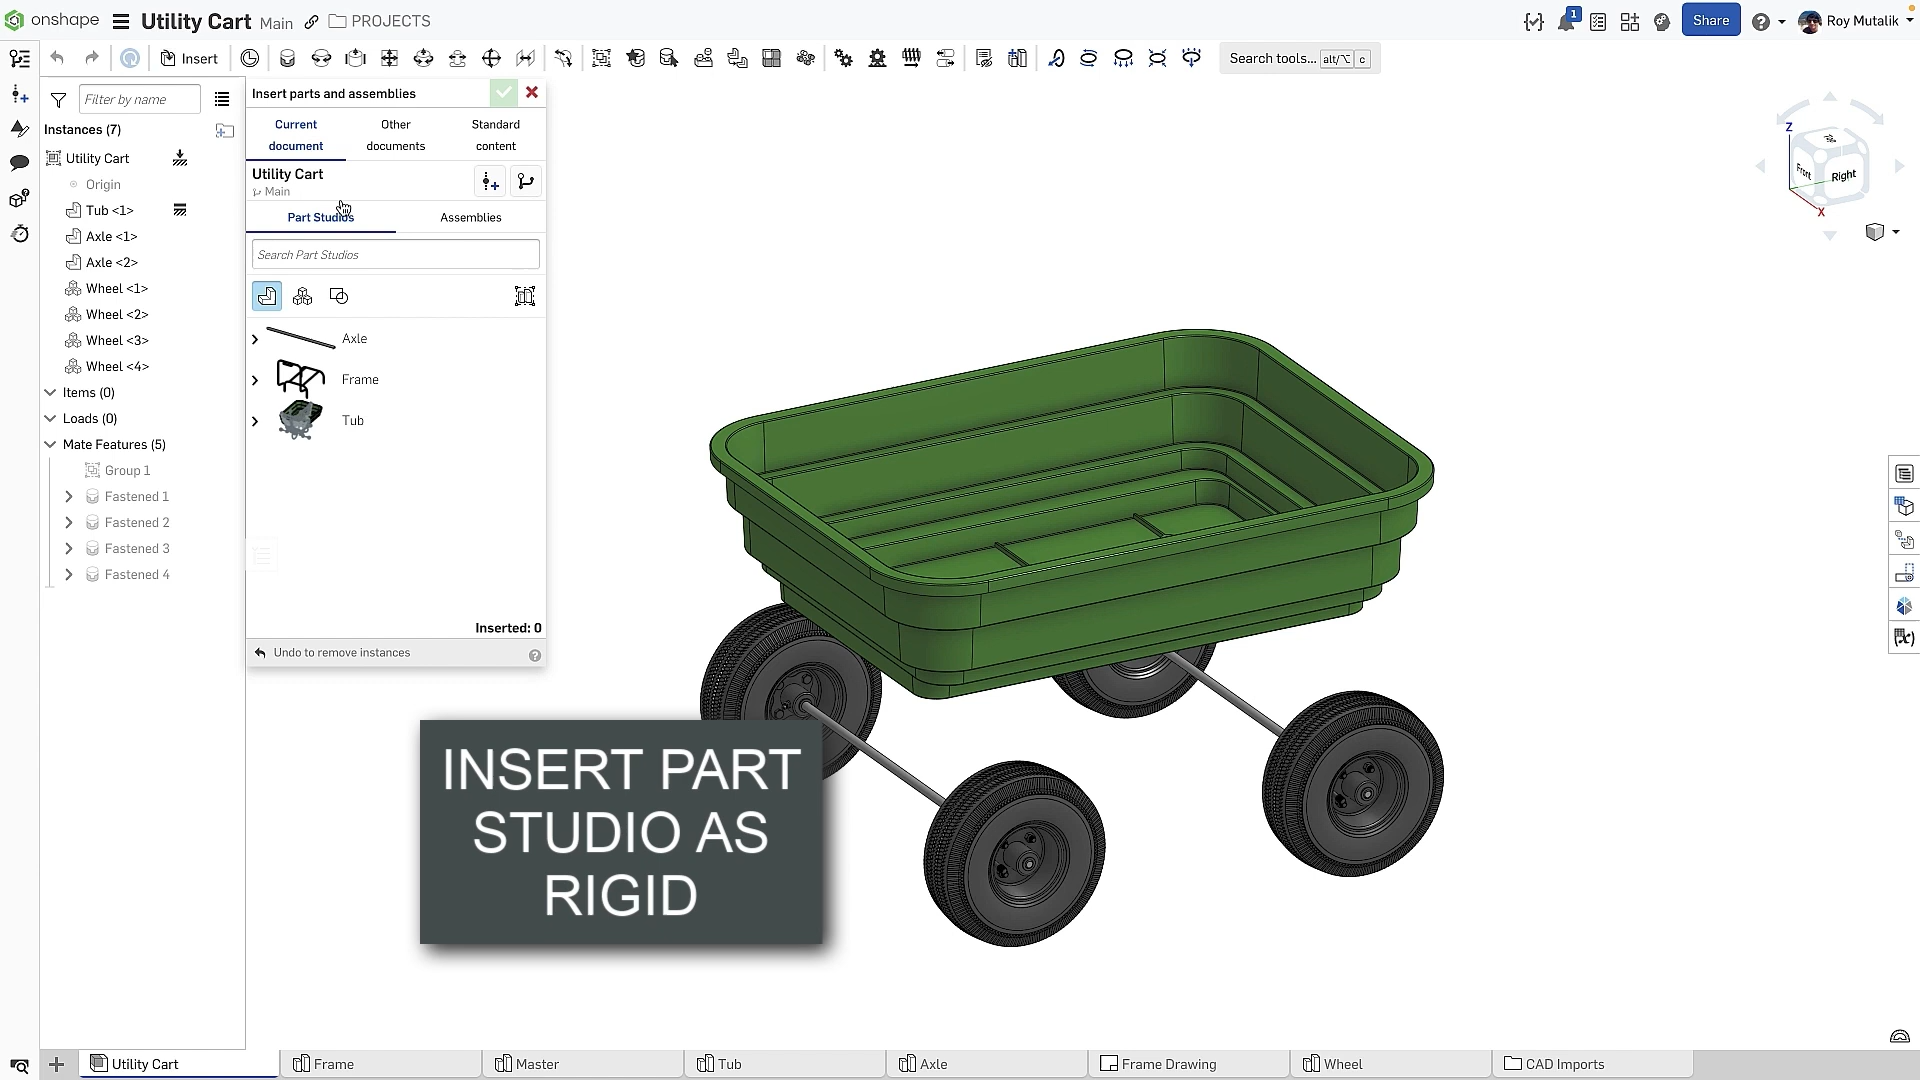 onshape Utility Cart Main PROJECTS 1 Share Roy Mutalik
Insert Search tools... alt/⌥ c
Filter by name
Instances (7)
Utility Cart
Origin
Tub <1>
Axle <1>
Axle <2>
Wheel <1>
Wheel <2>
Wheel <3>
Wheel <4>
Items (0)
Loads (0)
Mate Features (5)
Group 1
Fastened 1
Fastened 2
Fastened 3
Fastened 4
Insert parts and assemblies
Current document
Other documents
Standard content
Utility Cart
Main
Part Studios Assemblies
Search Part Studios
Axle
Frame
Tub
Inserted: 0
Undo to remove instances
Z
Front Right
X
INSERT PART
STUDIO AS
RIGID
Utility Cart Frame Master Tub Axle Frame Drawing Wheel CAD Imports